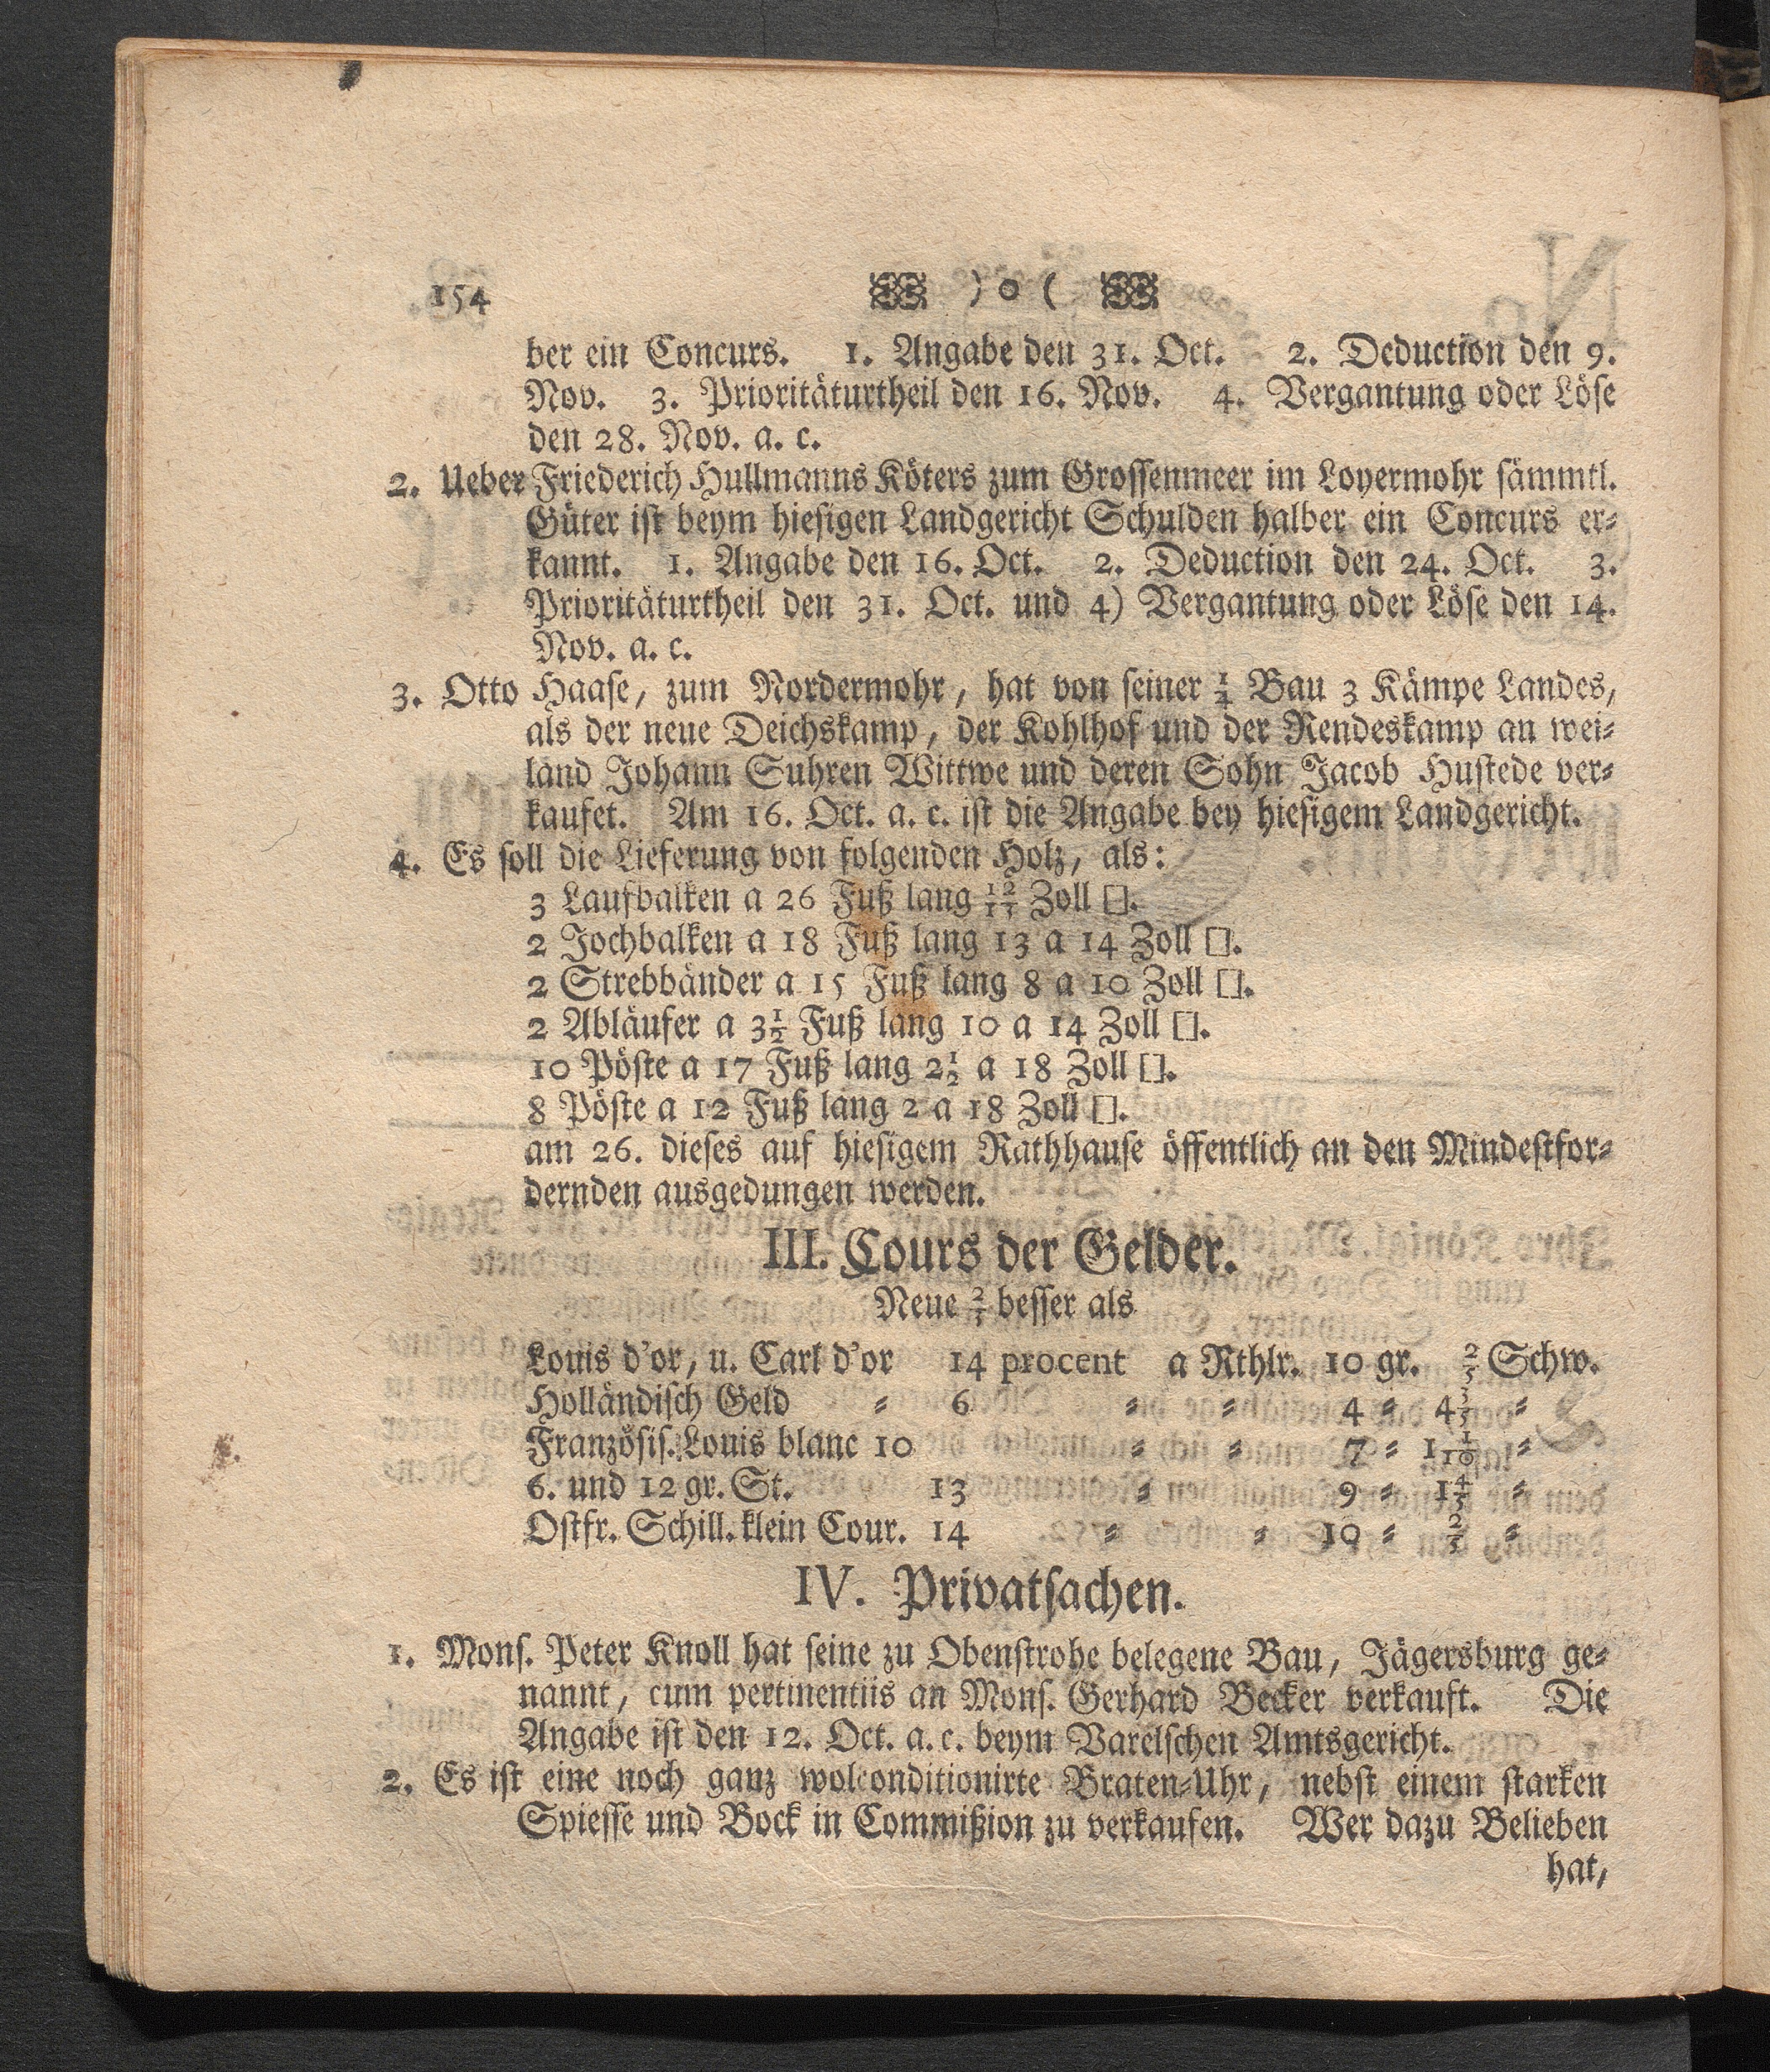 154 ) o (
ber ein Concurs. 1. Angabe den 31. Oct. 2. Deduction den 9.
Nov. 3. Prioritäturtheil den 16. Nov. 4. Vergantung oder Löse
den 28. Nov. a. c.
2. Ueber Friederich Hullmanns Köters zum Grossenmeer im Loyermohr sämmtl.
Güter ist beym hiesigen Landgericht Schulden halber ein Concurs er-
kannt. 1. Angabe den 16. Oct. 2. Deduction den 24. Oct. 3.
Prioritäturtheil den 31. Oct. und 4) Vergantung oder Löse den 14.
Nov. a. c.
3. Otto Haase, zum Nordermohr, hat von seiner 1/4 Bau 3 Kämpe Landes,
als der neue Deichskamp, der Kohlhof und der Rendeskamp an wei-
land Johann Suhren Wittwe und deren Sohn Jacob Hustede ver-
kaufet. Am 16. Oct. a. c. ist die Angabe bey hiesigem Landgericht.
4. Es soll die Lieferung von folgenden Holz, als:
3 Laufbalken a 26 Fuß lang Zoll [].
2 Jochbalken a 18 Fuß lang 13 a 14 Zoll [].
2 Strebbänder a 15 Fuß lang 8 a 10 Zoll [].
2 Abläufer a 3 1/2 Fuß lang 10 a 14 Zoll [].
10 Pöste a 17 Fuß lang 2 1/2 a 18 Zoll [].
8 Pöste a 12 Fuß lang 2 a 18 Zoll [].
am 26. dieses auf hiesigem Rathhause öffentlich an den Mindestfor-
dernden ausgedungen werden.
III. Cours der Gelder.
Neue besser als
Louis d'or, u. Carl d'or 14 procent a Rthlr. 10 gr. 2/5 Schw.
Holländisch Geld - 6 - - 4 - 4 3/5 -
Französis. Louis blanc 10 - - 7 - 1 1/10 -
6. und 12 gr. St. 13 - 9 - 1 4/5 -
Ostfr. Schill. klein Cour. 14 - - 10 - 2/5 -
IV. Privatsachen.
1. Mons. Peter Knoll hat seine zu Obenstrohe belegene Bau, Jägersburg ge-
nannt, cum pertinentiis an Mons. Gerhard Becker verkauft. Die
Angabe ist den 12. Oct. a. c. beym Varelschen Amtsgericht.
2. Es ist eine noch ganz wolconditionirte Braten-Uhr, nebst einem starken
Spiesse und Bock in Commißion zu verkaufen. Wer dazu Belieben
hat,